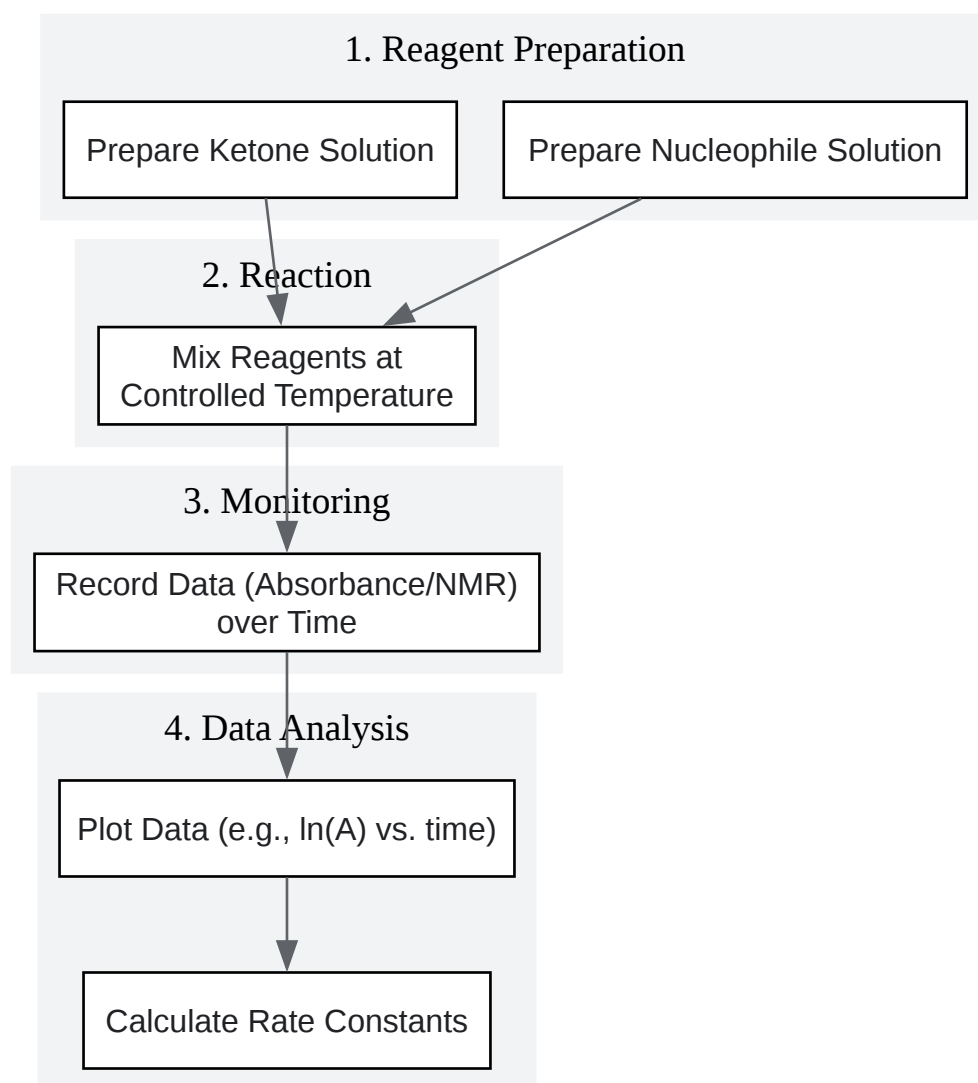 1. Reagent Preparation
Prepare Ketone Solution
Prepare Nucleophile Solution
2. Reaction
Mix Reagents at
Controlled Temperature
3. Monitoring
Record Data (Absorbance/NMR)
over Time
4. Data Analysis
Plot Data (e.g., ln(A) vs. time)
Calculate Rate Constants